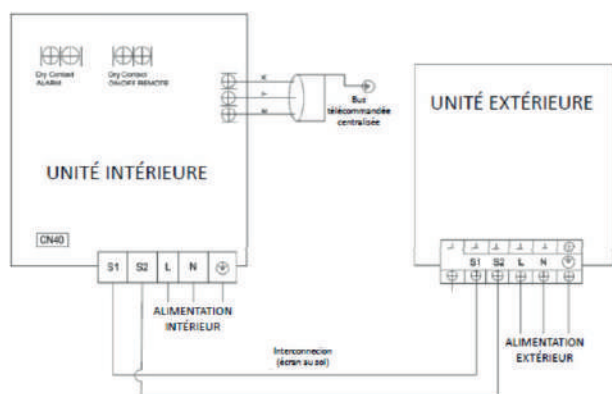 Dry Contact
ALARM
Dry Contact
ON/OFF REMOTE
X
Y
E
Bus
télécommandée
centralisée
UNITÉ INTÉRIEURE
UNITÉ EXTÉRIEURE
CN40
S1 S2 L N
S1 S2 L N
ALIMENTATION
INTÉRIEUR
ALIMENTATION
EXTÉRIEUR
Interconnecion
(écran au sol)